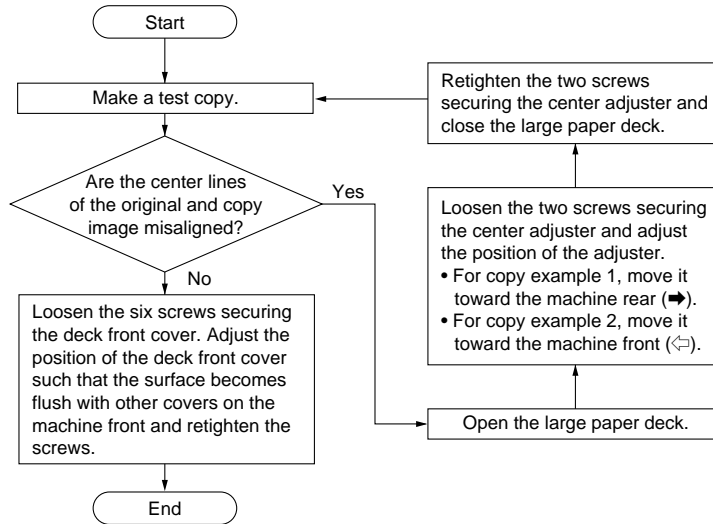 Start
Make a test copy.
Are the center lines
of the original and copy
image misaligned?
Yes
No
Loosen the six screws securing
the deck front cover. Adjust the
position of the deck front cover
such that the surface becomes
flush with other covers on the
machine front and retighten the
screws.
End
Open the large paper deck.
Loosen the two screws securing
the center adjuster and adjust
the position of the adjuster.
• For copy example 1, move it
toward the machine rear (➡).
• For copy example 2, move it
toward the machine front (⇦).
Retighten the two screws
securing the center adjuster and
close the large paper deck.